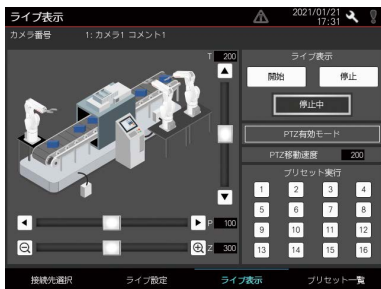 ライブ表示
2021/01/21
17:31
カメラ番号 1: カメラ1 コメント1
T 200
ライブ表示
開始 停止
停止中
PTZ有効モード
PTZ移動速度 200
プリセット実行
1 2 3 4
5 6 7 8
9 10 11 12
13 14 15 16
P 100
Z 300
接続先選択 ライブ設定 ライブ表示 プリセット一覧